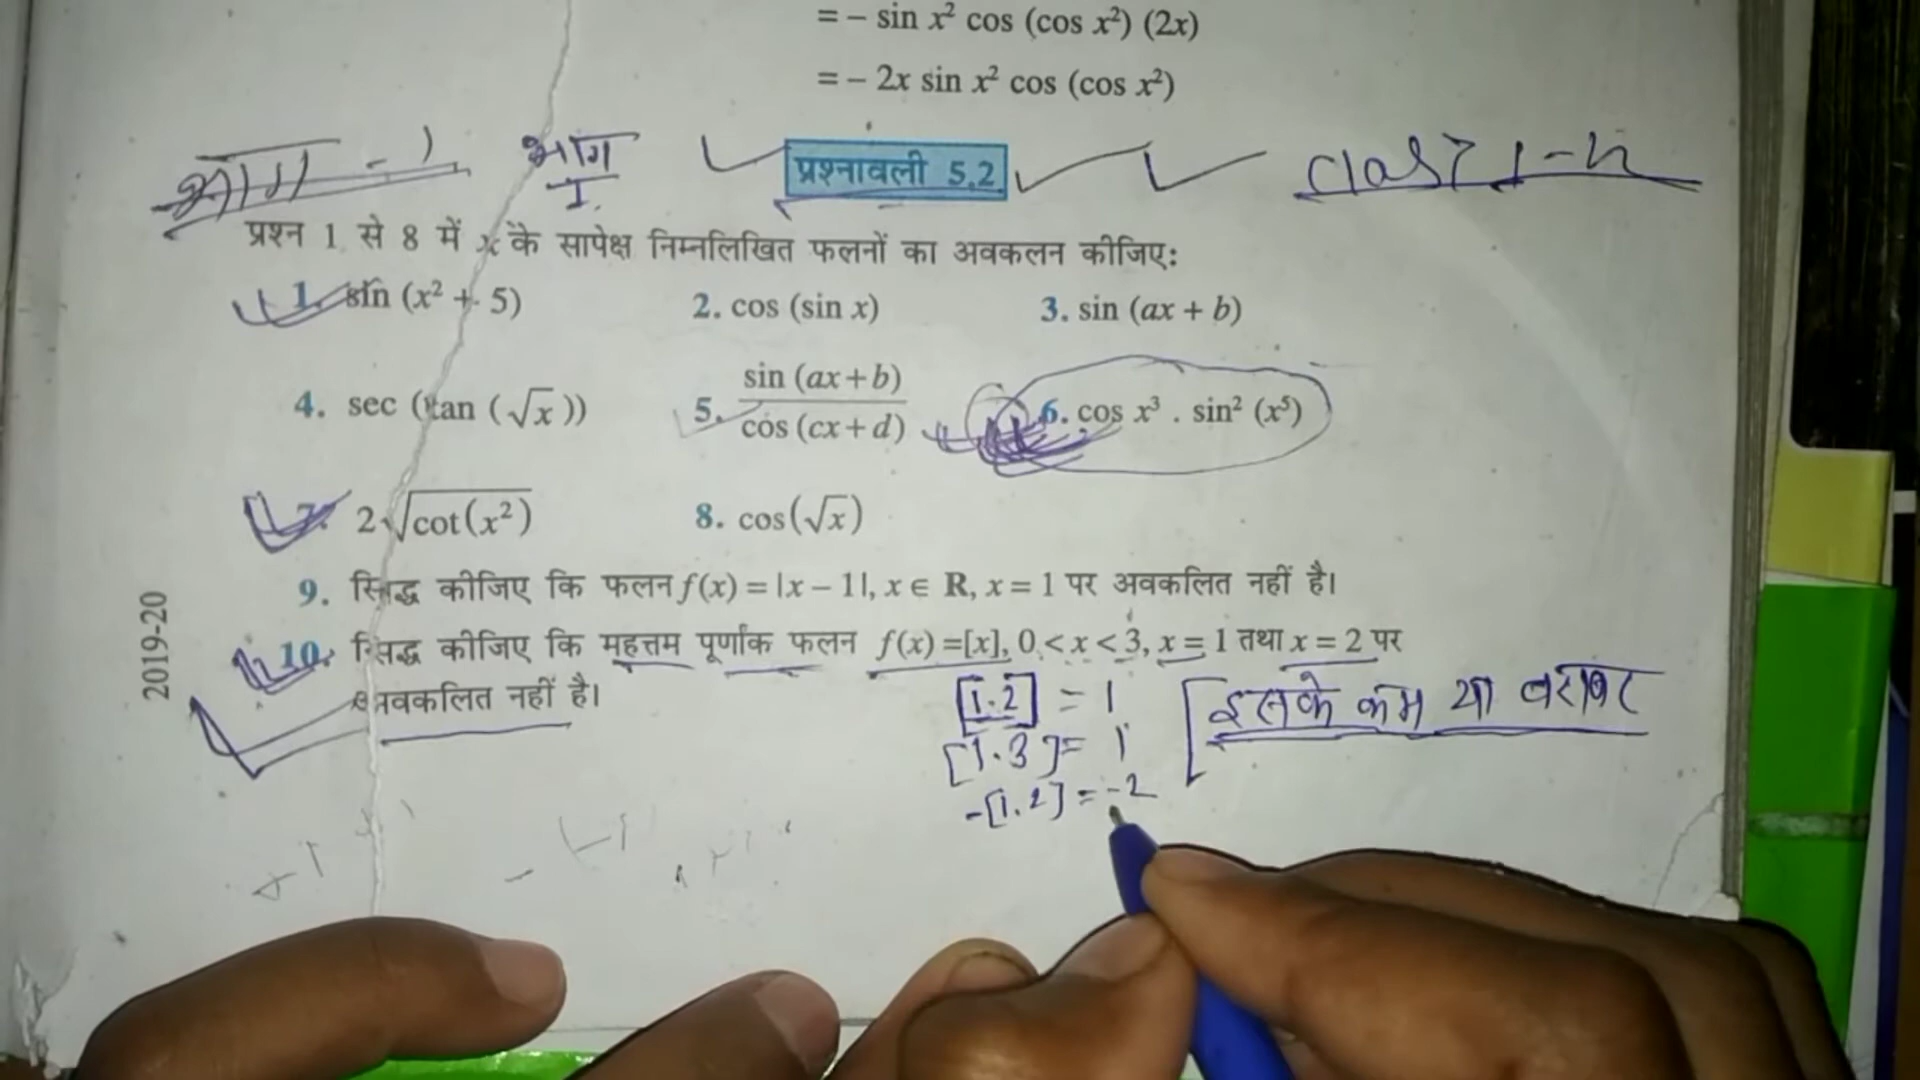 = − sin x² cos (cos x²) (2x)
= − 2x sin x² cos (cos x²)
भाग - 1 भाग I. प्रश्नावली 5.2
प्रश्न 1 से 8 में x के सापेक्ष निम्नलिखित फलनों का अवकलन कीजिए:
1. sin (x² + 5) 2. cos (sin x) 3. sin (ax + b)
4. sec (tan (√x)) 5. sin (ax+b) / cos (cx+d) 6. cos x³ . sin² (x⁵)
7. 2√cot(x²) 8. cos(√x)
9. सिद्ध कीजिए कि फलन f(x) = |x − 1|, x ∈ R, x = 1 पर अवकलित नहीं है।
10. सिद्ध कीजिए कि महत्तम पूर्णांक फलन f(x) =[x], 0 < x < 3, x = 1 तथा x = 2 पर
अवकलित नहीं है।
[1.2] = 1 [इसके कम या बराबर
[1.3] = 1
-[1.2] = -2
2019-20